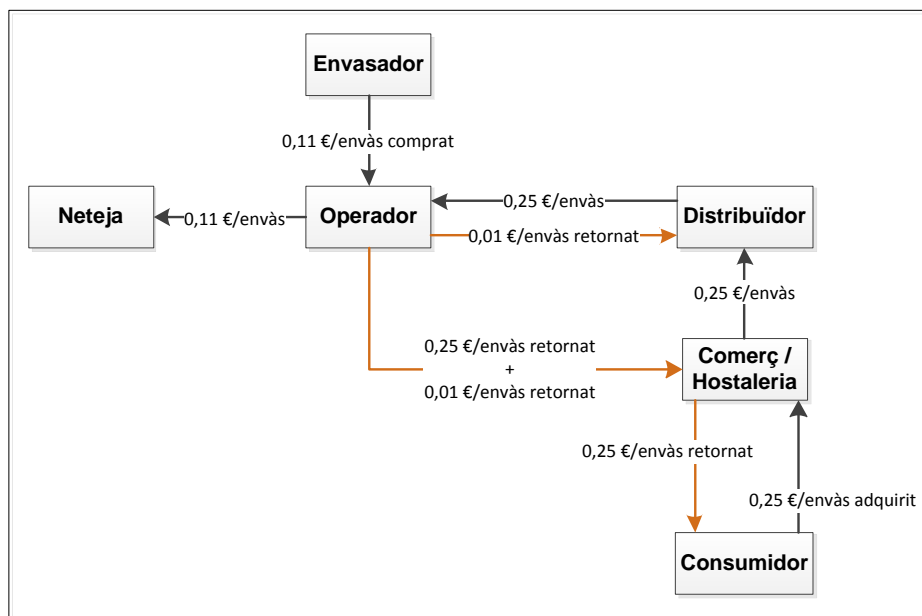 Envasador
0,11 €/envàs comprat
Neteja
0,11 €/envàs
Operador
0,25 €/envàs
0,01 €/envàs retornat
Distribuïdor
0,25 €/envàs
0,25 €/envàs retornat
+
0,01 €/envàs retornat
Comerç /
Hostaleria
0,25 €/envàs retornat
0,25 €/envàs adquirit
Consumidor